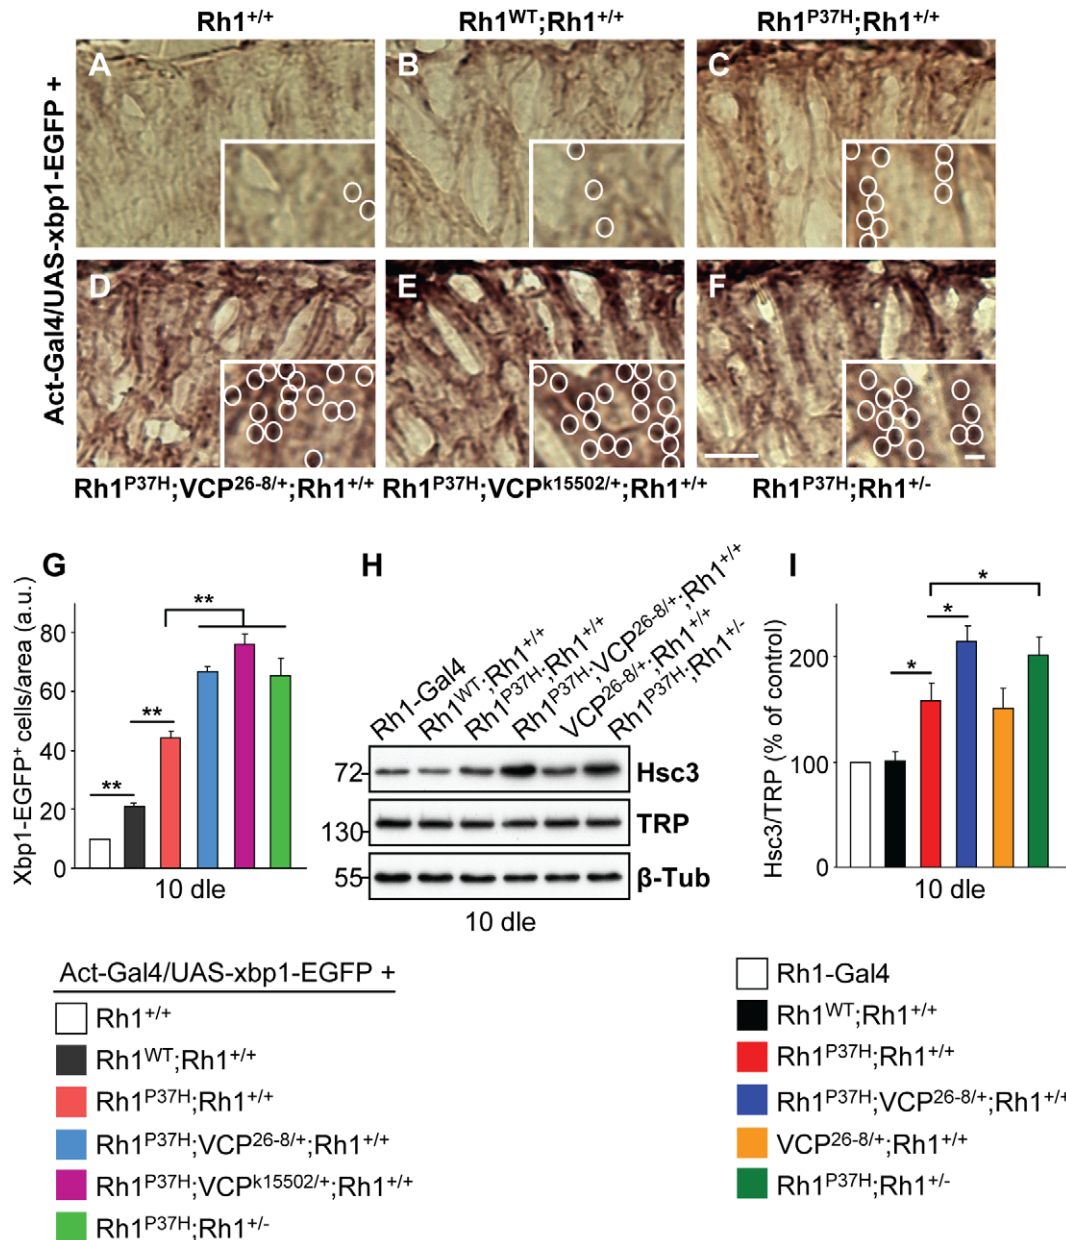 Rh1+/+ Rh1WT;Rh1+/+ Rh1P37H;Rh1+/+
Act-Gal4/UAS-xbp1-EGFP +
A B C
D E F
Rh1P37H;VCP26-8/+;Rh1+/+ Rh1P37H;VCPk15502/+;Rh1+/+ Rh1P37H;Rh1+/-
G
Xbp1-EGFP+ cells/area (a.u.)
80
60
40
20
0
** ** **
10 dle
H
Rh1-Gal4
Rh1WT;Rh1+/+
Rh1P37H;Rh1+/+
Rh1P37H;VCP26-8/+;Rh1+/+
VCP26-8/+;Rh1+/+
Rh1P37H;Rh1+/-
72 Hsc3
130 TRP
55 β-Tub
10 dle
I
Hsc3/TRP (% of control)
200
100
0
* * *
10 dle
Act-Gal4/UAS-xbp1-EGFP +
Rh1+/+
Rh1WT;Rh1+/+
Rh1P37H;Rh1+/+
Rh1P37H;VCP26-8/+;Rh1+/+
Rh1P37H;VCPk15502/+;Rh1+/+
Rh1P37H;Rh1+/-
Rh1-Gal4
Rh1WT;Rh1+/+
Rh1P37H;Rh1+/+
Rh1P37H;VCP26-8/+;Rh1+/+
VCP26-8/+;Rh1+/+
Rh1P37H;Rh1+/-